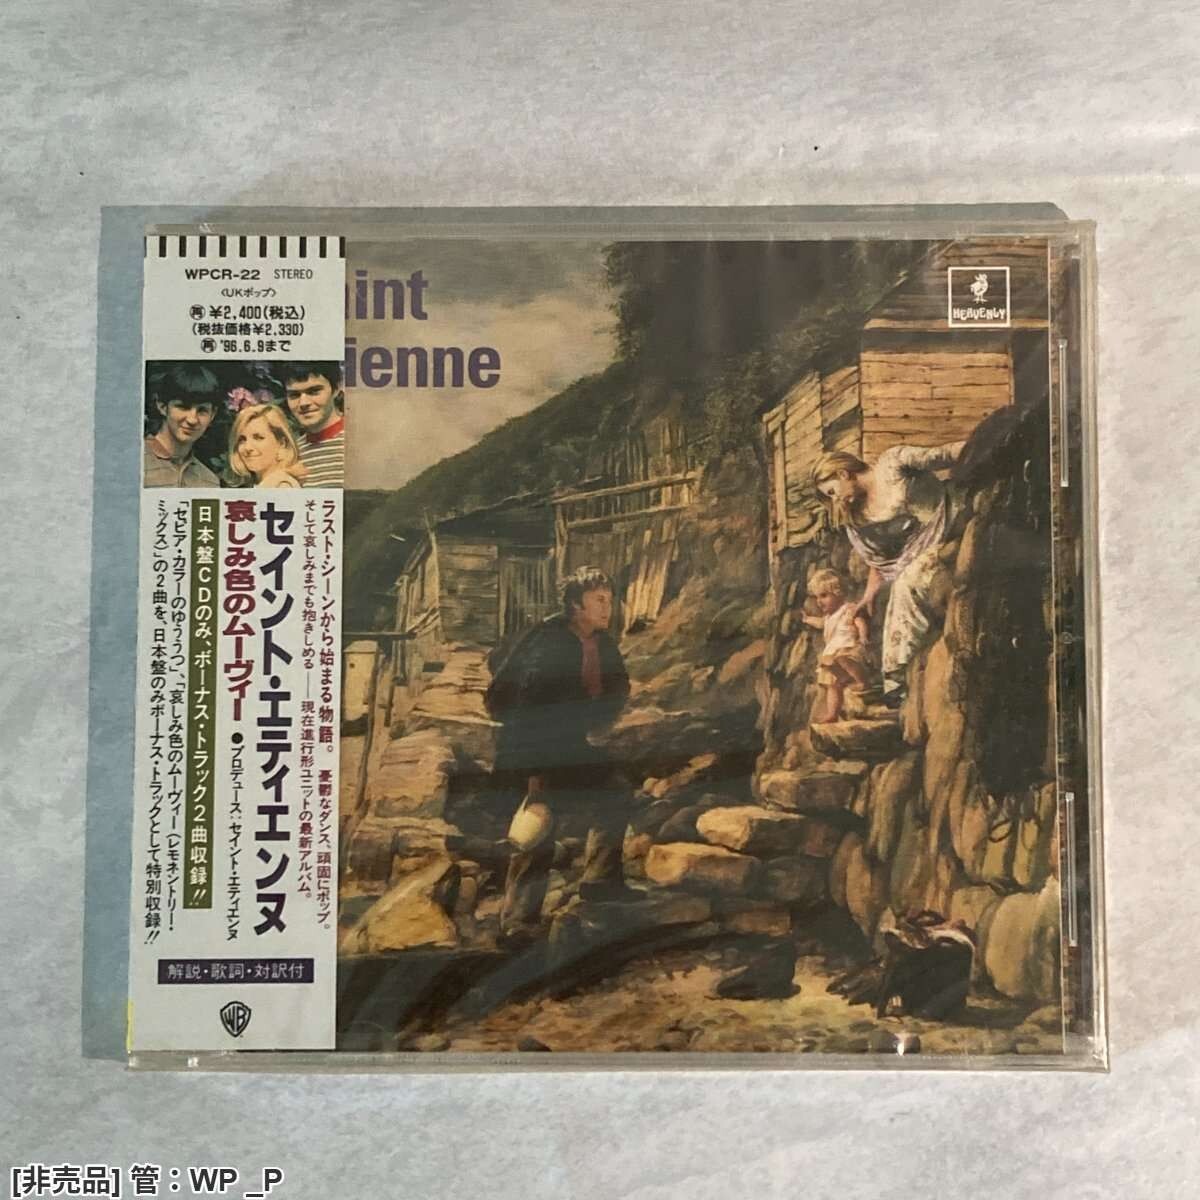 WPCR-22 STEREO
〈UKポップ〉
再 ¥2,400(税込)
(税抜価格¥2,330)
再 '96.6.9まで
ラスト・シーンから始まる物語。 憂鬱なダンス、頑固にポップ。
そして哀しみまでも抱きしめる——現在進行形ユニットの最新アルバム。
セイント・エティエンヌ
哀しみ色のムーヴィー ●プロデュース：セイント・エティエンヌ
日本盤CDのみ、ボーナス・トラック2曲収録!!
「セピア・カラーのゆううつ」、「哀しみ色のムーヴィー(レモネントリー・
ミックス)」の2曲を、日本盤のみボーナス・トラックとして特別収録!!
解説・歌詞・対訳付
WB
aint
ienne
HEAVENLY
[非売品] 管：WP _P